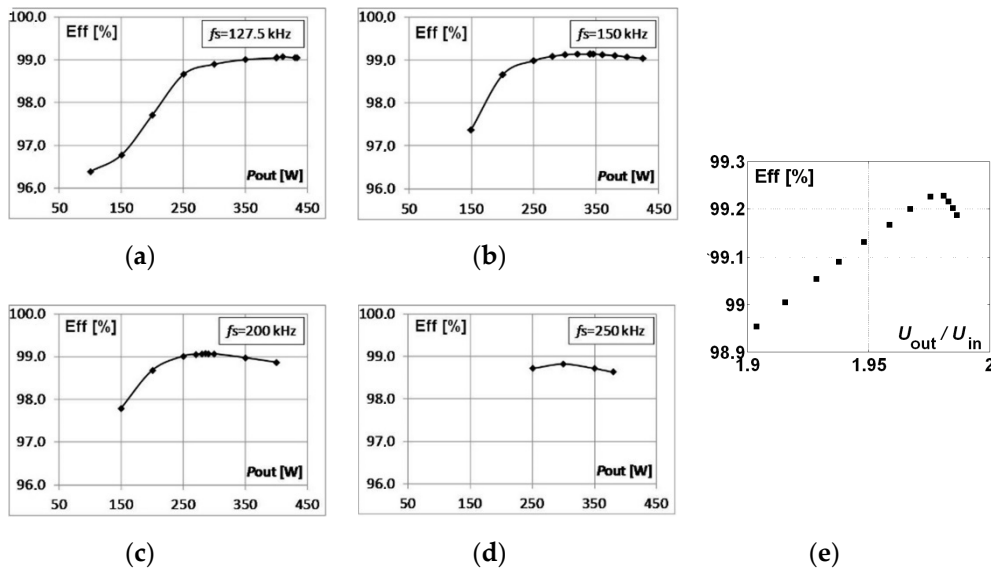 100.0
Eff [%]
fs=127.5 kHz
99.0
98.0
97.0
Pout [W]
96.0
50 150 250 350 450
(a)
100.0
Eff [%]
fs=150 kHz
99.0
98.0
97.0
Pout [W]
96.0
50 150 250 350 450
(b)
100.0
Eff [%]
fs=200 kHz
99.0
98.0
97.0
Pout [W]
96.0
50 150 250 350 450
(c)
100.0
Eff [%]
fs=250 kHz
99.0
98.0
97.0
Pout [W]
96.0
50 150 250 350 450
(d)
99.3
Eff [%]
99.2
99.1
99
Uout / Uin
98.9
1.9 1.95 2
(e)